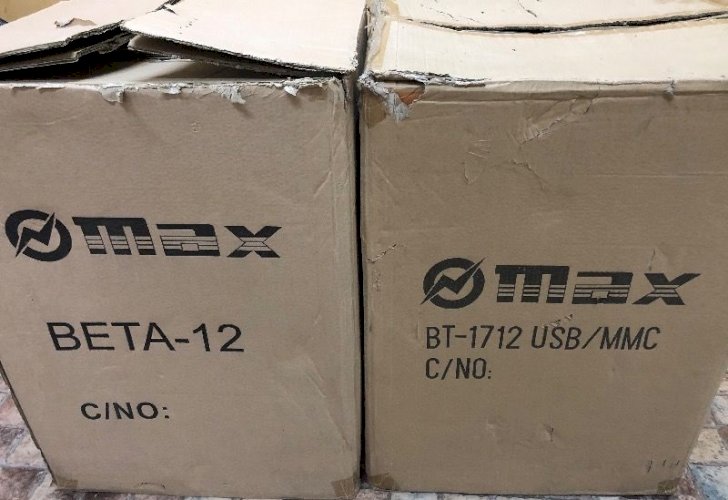 max
BETA-12
C/NO:
max
BT-1712 USB/MMC
C/NO: